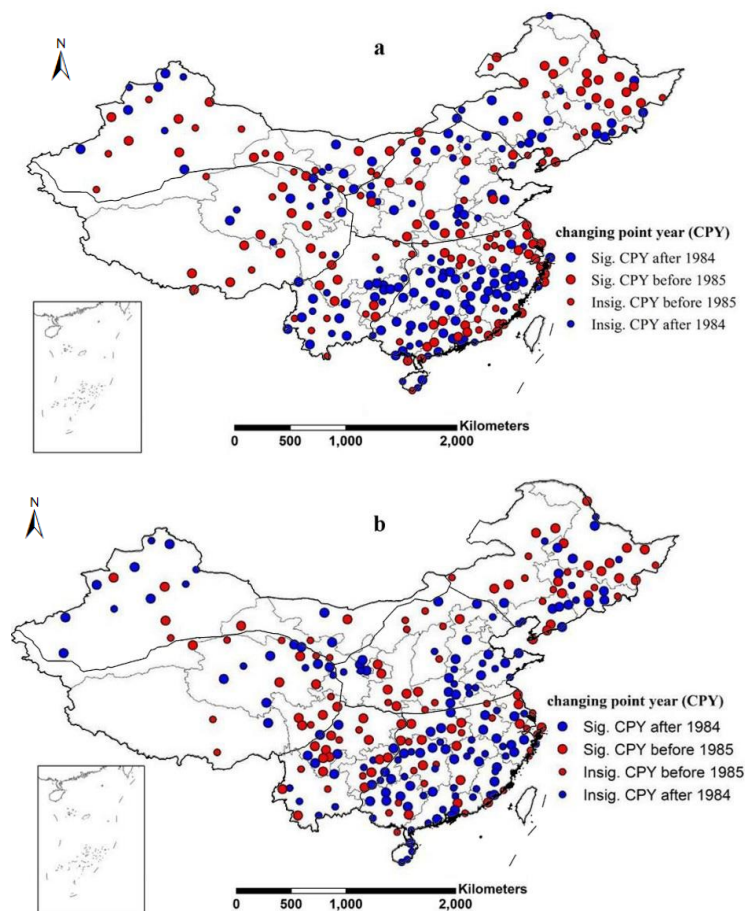 N
a
changing point year (CPY)
Sig. CPY after 1984
Sig. CPY before 1985
Insig. CPY before 1985
Insig. CPY after 1984
Kilometers
0 500 1,000 2,000
N
b
changing point year (CPY)
Sig. CPY after 1984
Sig. CPY before 1985
Insig. CPY before 1985
Insig. CPY after 1984
Kilometers
0 500 1,000 2,000